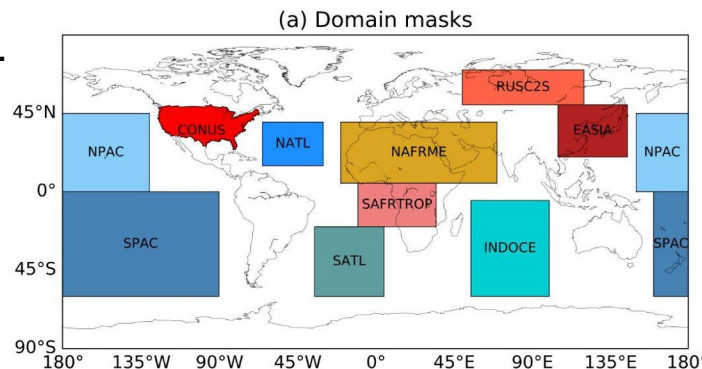 (a) Domain masks
RUSC2S
45°N
CONUS
EASIA
NATL
NPAC
NAFRME
NPAC
0°
SAFRTROP
SPAC
INDOCE
SPAC
SATL
45°S
90°S
180° 135°W 90°W 45°W 0° 45°E 90°E 135°E 180°